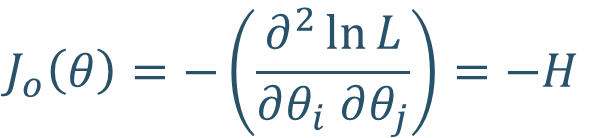 J_o(θ) = −(∂² ln L / ∂θ_i ∂θ_j) = −H